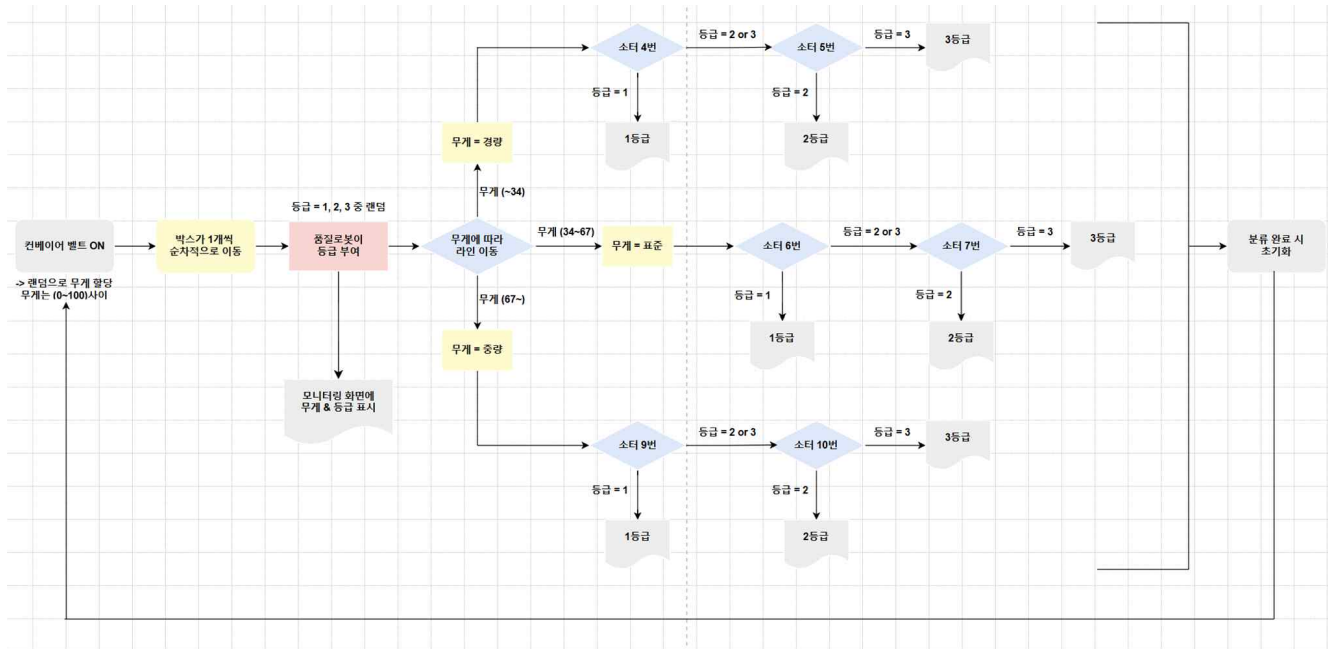 컨베이어 벨트 ON
-> 랜덤으로 무게 할당
무게는 (0~100)사이
박스가 1개씩
순차적으로 이동
등급 = 1, 2, 3 중 랜덤
품질로봇이
등급 부여
모니터링 화면에
무게 & 등급 표시
무게에 따라
라인 이동
무게 (~34)
무게 = 경량
소터 4번
등급 = 1
1등급
등급 = 2 or 3
소터 5번
등급 = 2
2등급
등급 = 3
3등급
무게 (34~67)
무게 = 표준
소터 6번
등급 = 1
1등급
등급 = 2 or 3
소터 7번
등급 = 2
2등급
등급 = 3
3등급
무게 (67~)
무게 = 중량
소터 9번
등급 = 1
1등급
등급 = 2 or 3
소터 10번
등급 = 2
2등급
등급 = 3
3등급
분류 완료 시
초기화